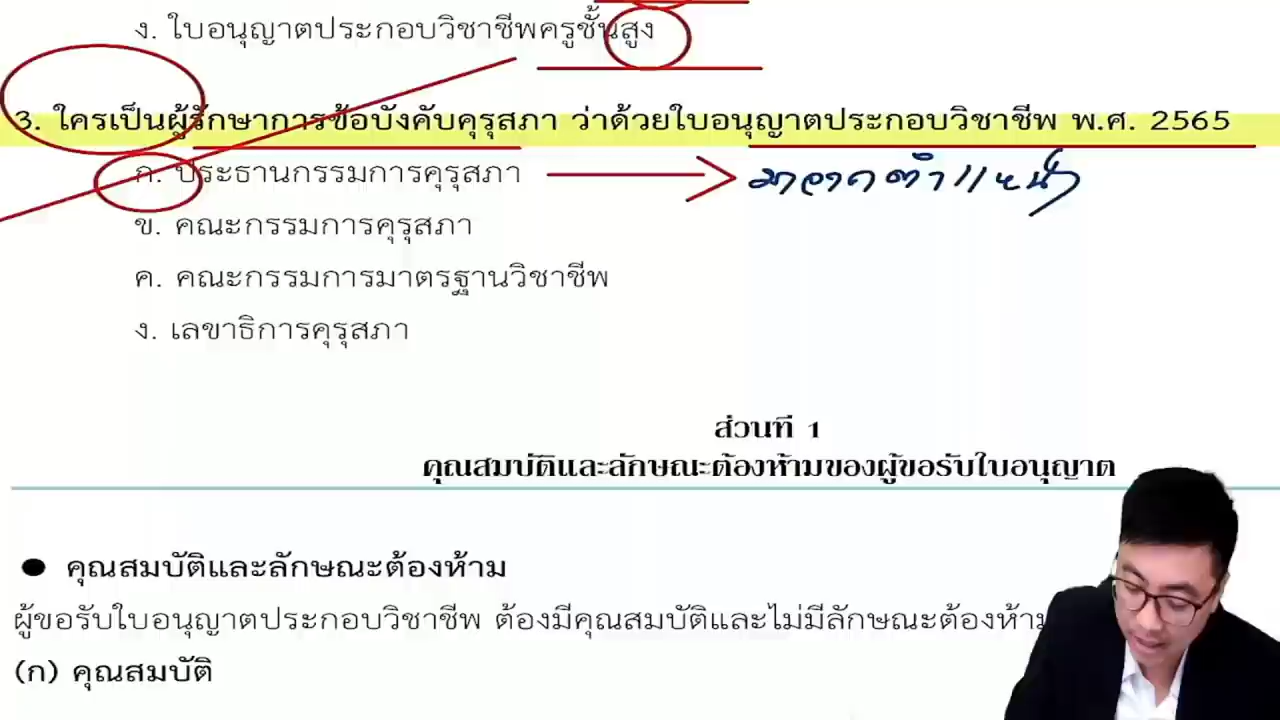 ง. ใบอนุญาตประกอบวิชาชีพครูชั้นสูง
3. ใครเป็นผู้รักษาการข้อบังคับคุรุสภา ว่าด้วยใบอนุญาตประกอบวิชาชีพ พ.ศ. 2565
ก. ประธานกรรมการคุรุสภา
ข. คณะกรรมการคุรุสภา
ค. คณะกรรมการมาตรฐานวิชาชีพ
ง. เลขาธิการคุรุสภา
ส่วนที่ 1
คุณสมบัติและลักษณะต้องห้ามของผู้ขอรับใบอนุญาต
● คุณสมบัติและลักษณะต้องห้าม
ผู้ขอรับใบอนุญาตประกอบวิชาชีพ ต้องมีคุณสมบัติและไม่มีลักษณะต้องห้าม
(ก) คุณสมบัติ